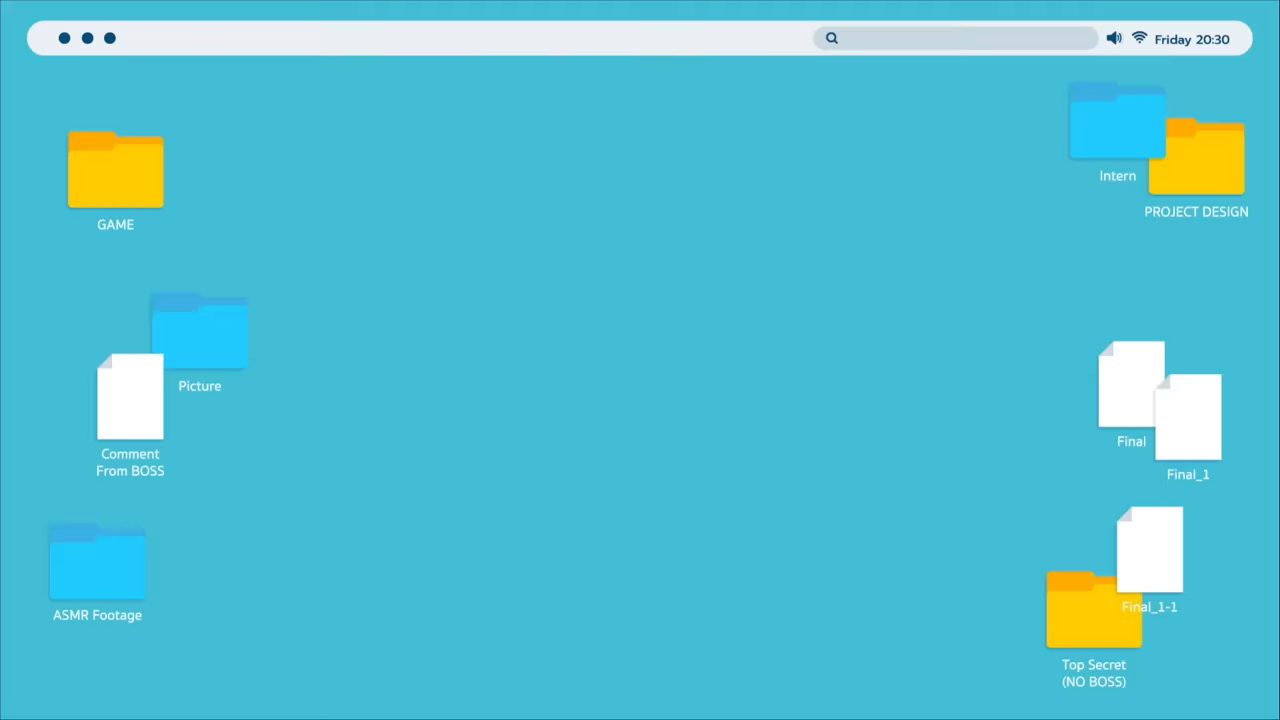 Friday 20:30
GAME
Intern
PROJECT DESIGN
Picture
Comment
From BOSS
Final
Final_1
ASMR Footage
Final_1-1
Top Secret
(NO BOSS)